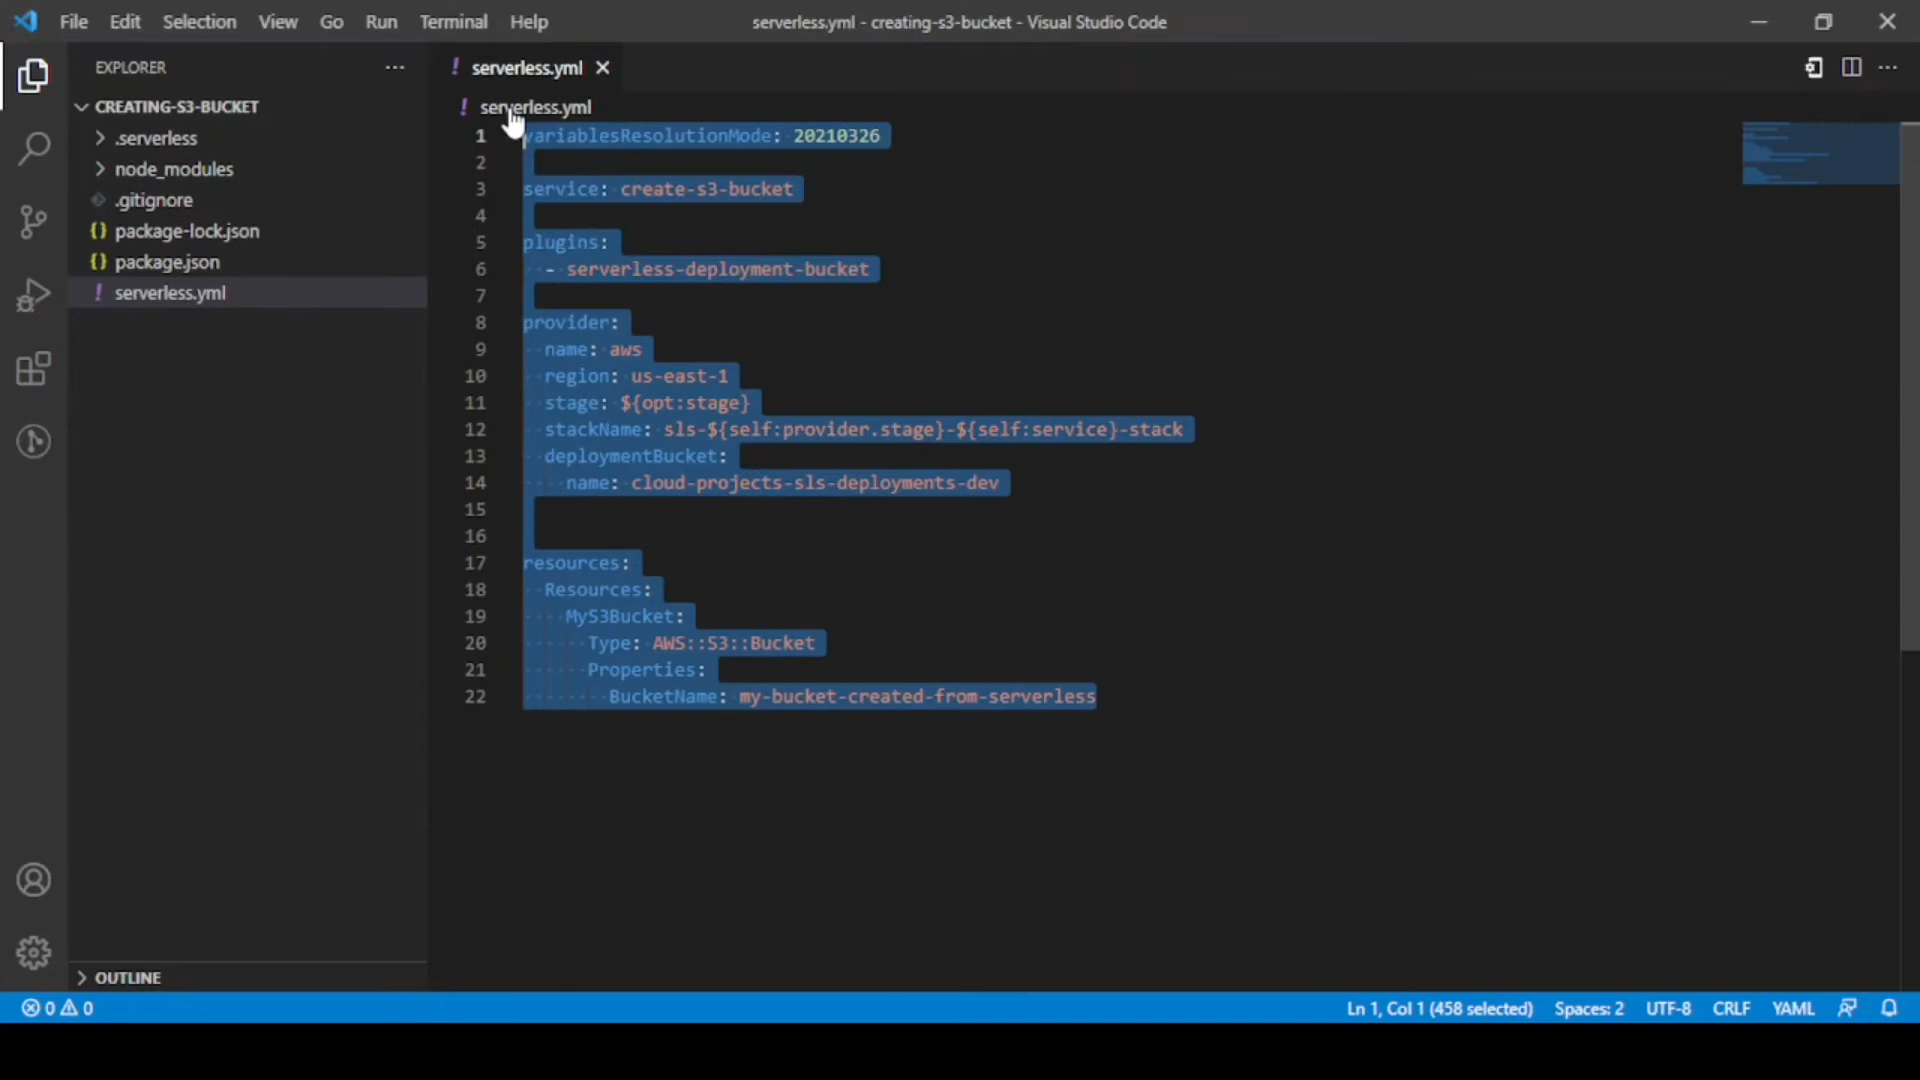 File Edit Selection View Go Run Terminal Help
serverless.yml - creating-s3-bucket - Visual Studio Code
EXPLORER
CREATING-S3-BUCKET
.serverless
node_modules
.gitignore
{} package-lock.json
{} package.json
! serverless.yml
OUTLINE
! serverless.yml
! serverless.yml
1 variablesResolutionMode: 20210326
2
3 service: create-s3-bucket
4
5 plugins:
6 - serverless-deployment-bucket
7
8 provider:
9 name: aws
10 region: us-east-1
11 stage: ${opt:stage}
12 stackName: sls-${self:provider.stage}-${self:service}-stack
13 deploymentBucket:
14 name: cloud-projects-sls-deployments-dev
15
16
17 resources:
18 Resources:
19 MyS3Bucket:
20 Type: AWS::S3::Bucket
21 Properties:
22 BucketName: my-bucket-created-from-serverless
0 0 Ln 1, Col 1 (458 selected) Spaces: 2 UTF-8 CRLF YAML